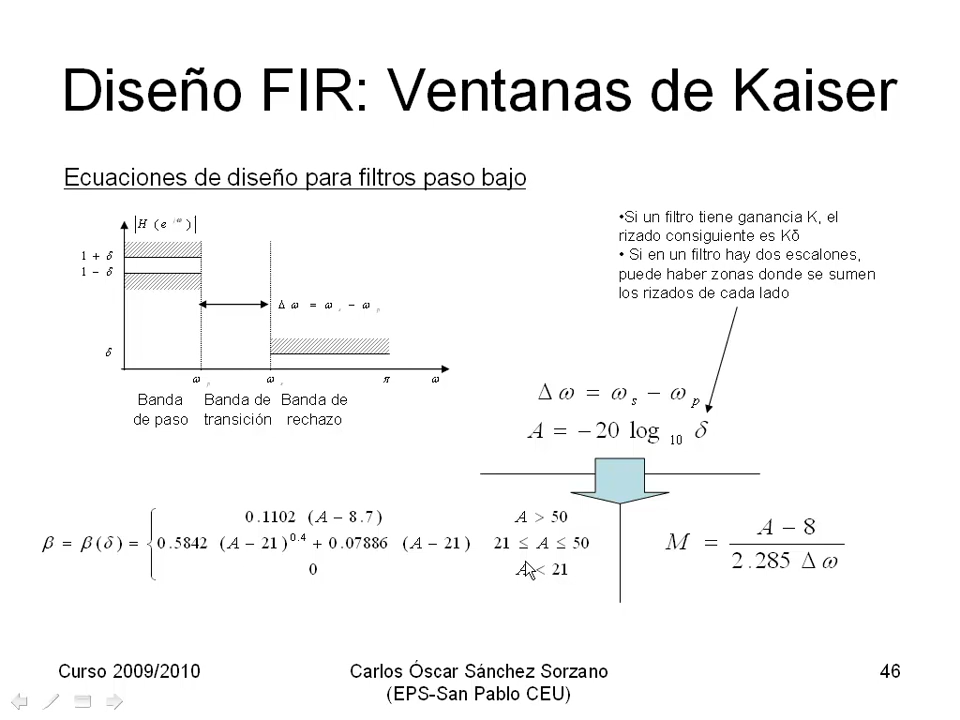 Diseño FIR: Ventanas de Kaiser
Ecuaciones de diseño para filtros paso bajo
•Si un filtro tiene ganancia K, el
rizado consiguiente es Kδ
• Si en un filtro hay dos escalones,
puede haber zonas donde se sumen
los rizados de cada lado
|H (e^{jω})|
1 + δ
1 − δ
Δ ω = ω_s − ω_p
δ
ω_p ω_s π ω
Banda Banda de Banda de
de paso transición rechazo
Δ ω = ω_s − ω_p
A = −20 log_10 δ
β = β(δ) = { 0.1102 (A − 8.7) A > 50
0.5842 (A − 21)^0.4 + 0.07886 (A − 21) 21 ≤ A ≤ 50
0 A < 21
M = (A − 8) / (2.285 Δ ω)
Curso 2009/2010
Carlos Óscar Sánchez Sorzano
(EPS-San Pablo CEU)
46